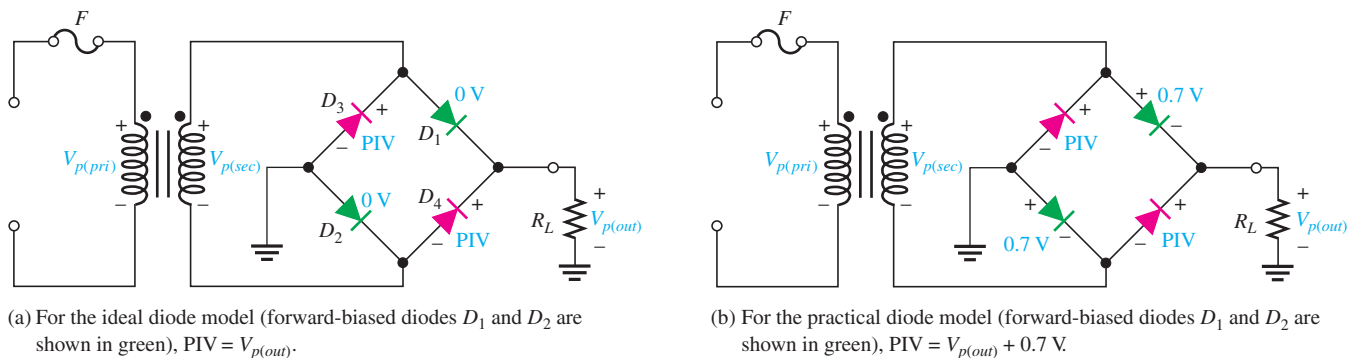 F
D3 + 0 V
+ + PIV D1
Vp(pri) Vp(sec) −
− − 0 V D4 + +
D2 − PIV RL Vp(out)
−
(a) For the ideal diode model (forward-biased diodes D1 and D2 are
shown in green), PIV = Vp(out).
F
+ + 0.7 V
+ + PIV −
Vp(pri) Vp(sec) −
− − + + +
0.7 V − − PIV RL Vp(out)
−
(b) For the practical diode model (forward-biased diodes D1 and D2 are
shown in green), PIV = Vp(out) + 0.7 V.